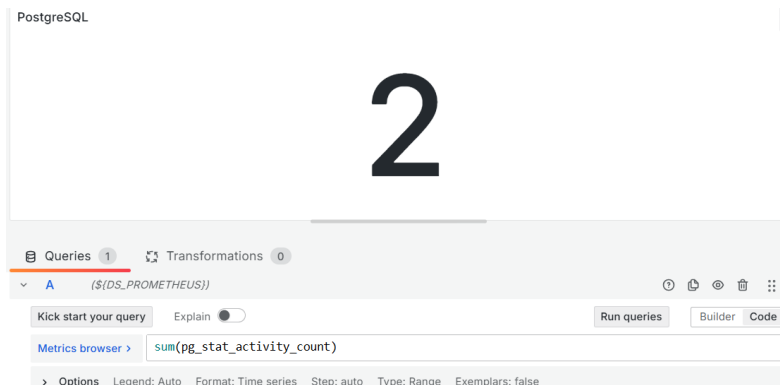 PostgreSQL
2
Queries 1 Transformations 0
A (${DS_PROMETHEUS})
Kick start your query Explain Run queries Builder Code
Metrics browser > sum(pg_stat_activity_count)
> Options Legend: Auto Format: Time series Step: auto Type: Range Exemplars: false